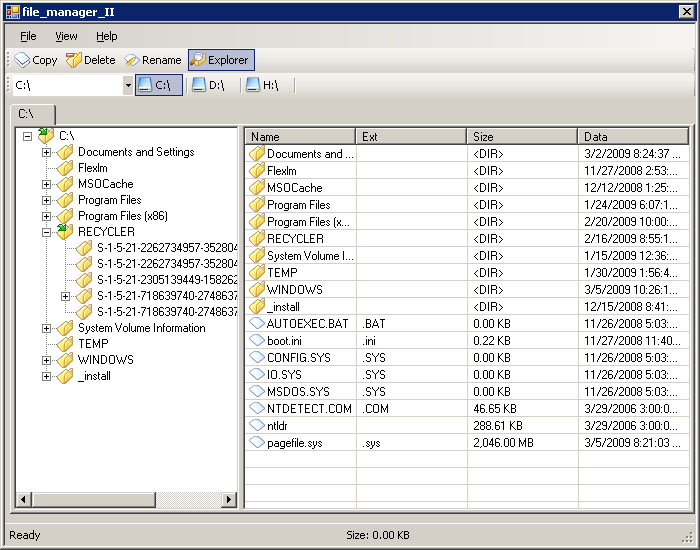 file_manager_II
File View Help
Copy Delete Rename Explorer
C:\ C:\ D:\ H:\
C:\
C:\
Documents and Settings
Flexlm
MSOCache
Program Files
Program Files (x86)
RECYCLER
S-1-5-21-2262734957-352804
S-1-5-21-2262734957-352804
S-1-5-21-2305139449-158262
S-1-5-21-718639740-2748637
S-1-5-21-718639740-2748637
System Volume Information
TEMP
WINDOWS
_install
Name Ext Size Data
Documents and ... <DIR> 3/2/2009 8:24:37 ...
Flexlm <DIR> 11/27/2008 2:53:...
MSOCache <DIR> 12/12/2008 1:25:...
Program Files <DIR> 1/24/2009 6:07:1...
Program Files (x... <DIR> 2/20/2009 10:00:...
RECYCLER <DIR> 2/16/2009 8:55:1...
System Volume I... <DIR> 1/15/2009 12:36:...
TEMP <DIR> 1/30/2009 1:56:4...
WINDOWS <DIR> 3/5/2009 10:26:1...
_install <DIR> 12/15/2008 8:41:...
AUTOEXEC.BAT .BAT 0.00 KB 11/26/2008 5:03:...
boot.ini .ini 0.22 KB 11/27/2008 11:40...
CONFIG.SYS .SYS 0.00 KB 11/26/2008 5:03:...
IO.SYS .SYS 0.00 KB 11/26/2008 5:03:...
MSDOS.SYS .SYS 0.00 KB 11/26/2008 5:03:...
NTDETECT.COM .COM 46.65 KB 3/29/2006 3:00:0...
ntldr 288.61 KB 3/29/2006 3:00:0...
pagefile.sys .sys 2,046.00 MB 3/5/2009 8:21:03 ...
Ready Size: 0.00 KB